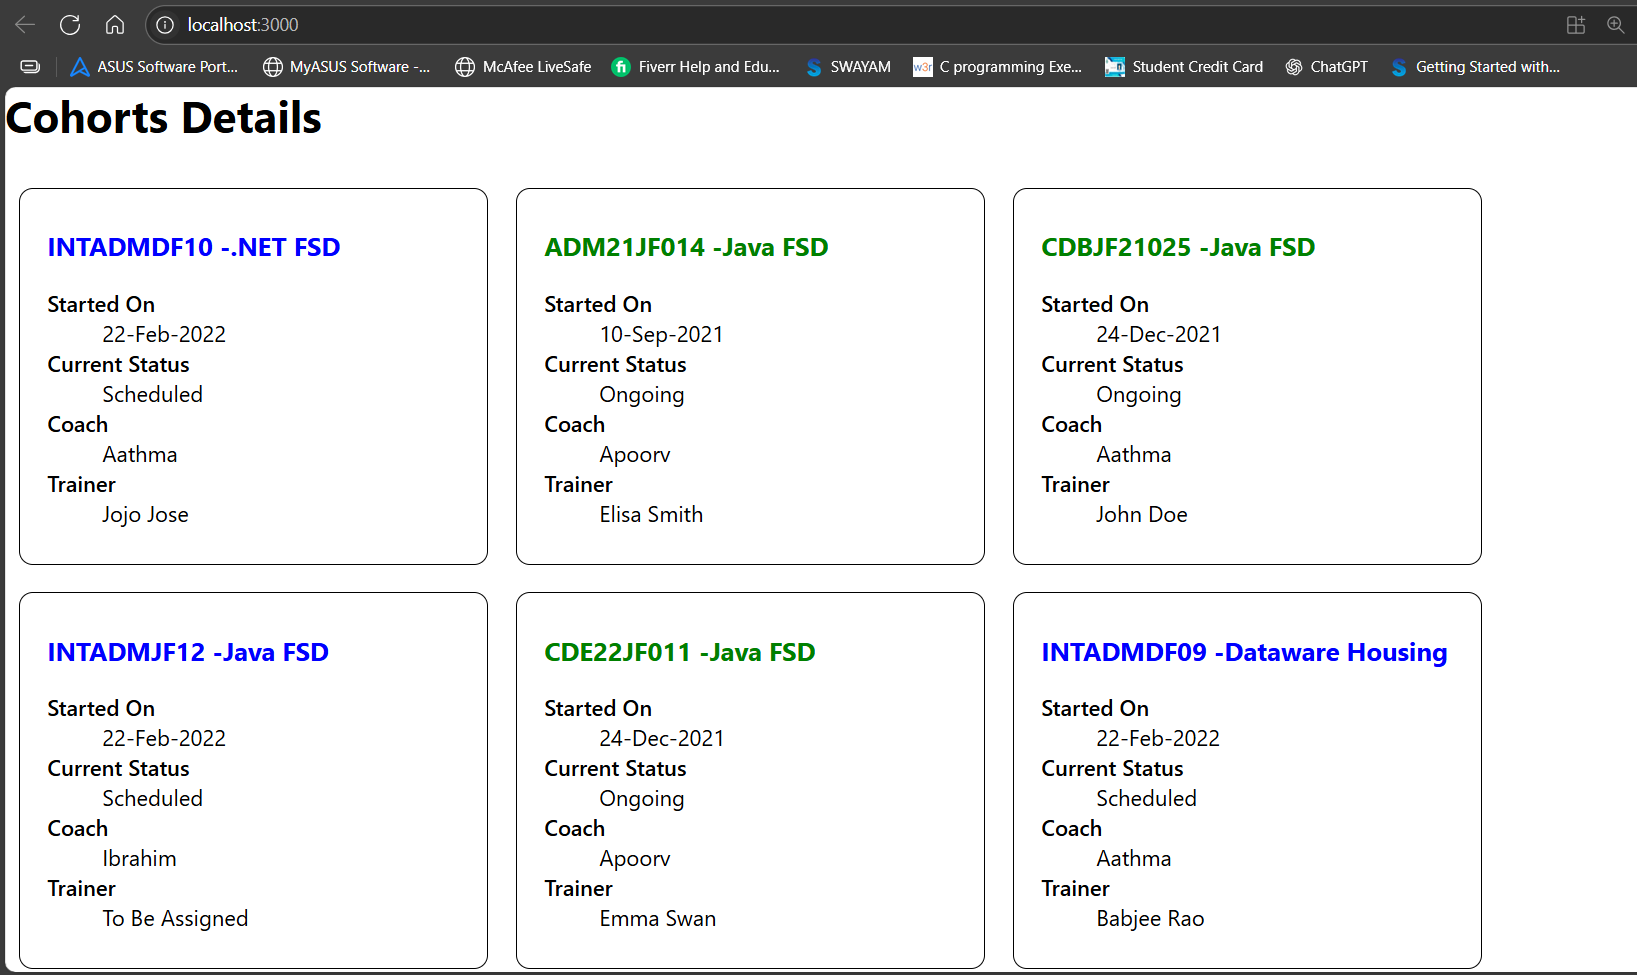 localhost:3000
ASUS Software Port... MyASUS Software -... McAfee LiveSafe Fiverr Help and Edu... SWAYAM w3r C programming Exe... Student Credit Card ChatGPT Getting Started with...
Cohorts Details
INTADMDF10 -.NET FSD
Started On
22-Feb-2022
Current Status
Scheduled
Coach
Aathma
Trainer
Jojo Jose
ADM21JF014 -Java FSD
Started On
10-Sep-2021
Current Status
Ongoing
Coach
Apoorv
Trainer
Elisa Smith
CDBJF21025 -Java FSD
Started On
24-Dec-2021
Current Status
Ongoing
Coach
Aathma
Trainer
John Doe
INTADMJF12 -Java FSD
Started On
22-Feb-2022
Current Status
Scheduled
Coach
Ibrahim
Trainer
To Be Assigned
CDE22JF011 -Java FSD
Started On
24-Dec-2021
Current Status
Ongoing
Coach
Apoorv
Trainer
Emma Swan
INTADMDF09 -Dataware Housing
Started On
22-Feb-2022
Current Status
Scheduled
Coach
Aathma
Trainer
Babjee Rao